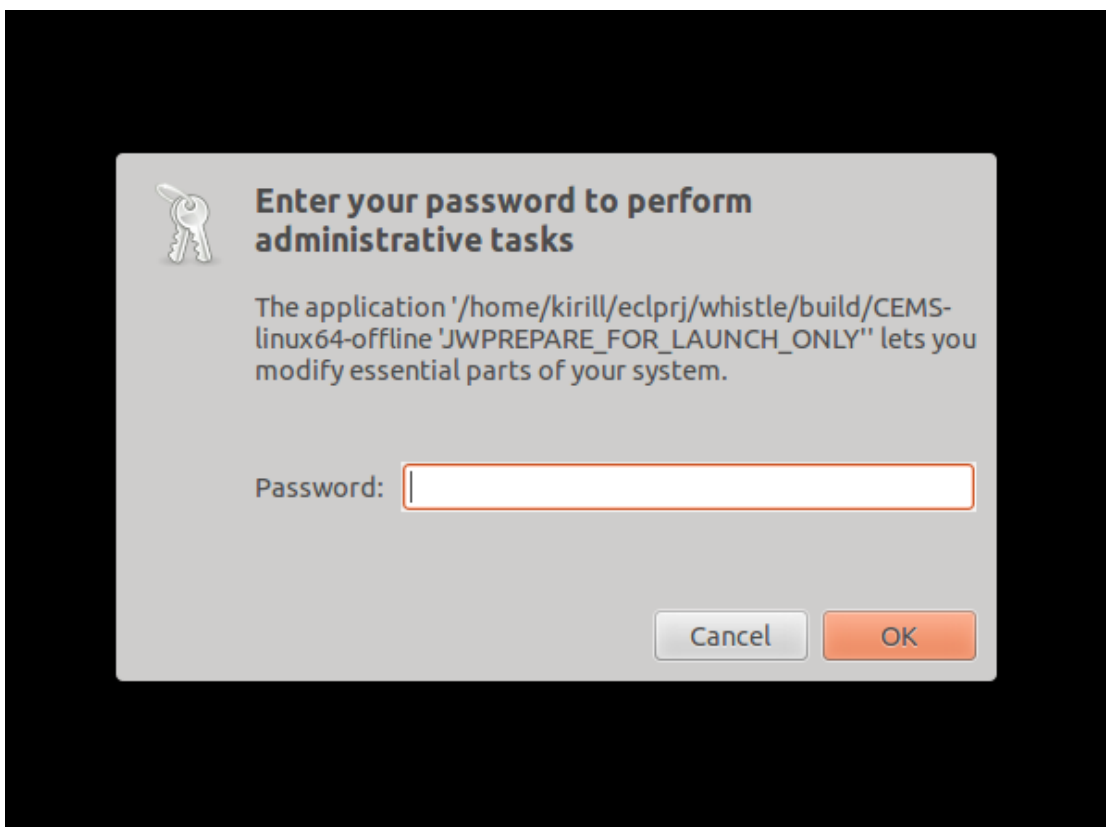 Enter your password to perform
administrative tasks
The application '/home/kirill/eclprj/whistle/build/CEMS-
linux64-offline 'JWPREPARE_FOR_LAUNCH_ONLY'' lets you
modify essential parts of your system.
Password:
Cancel OK